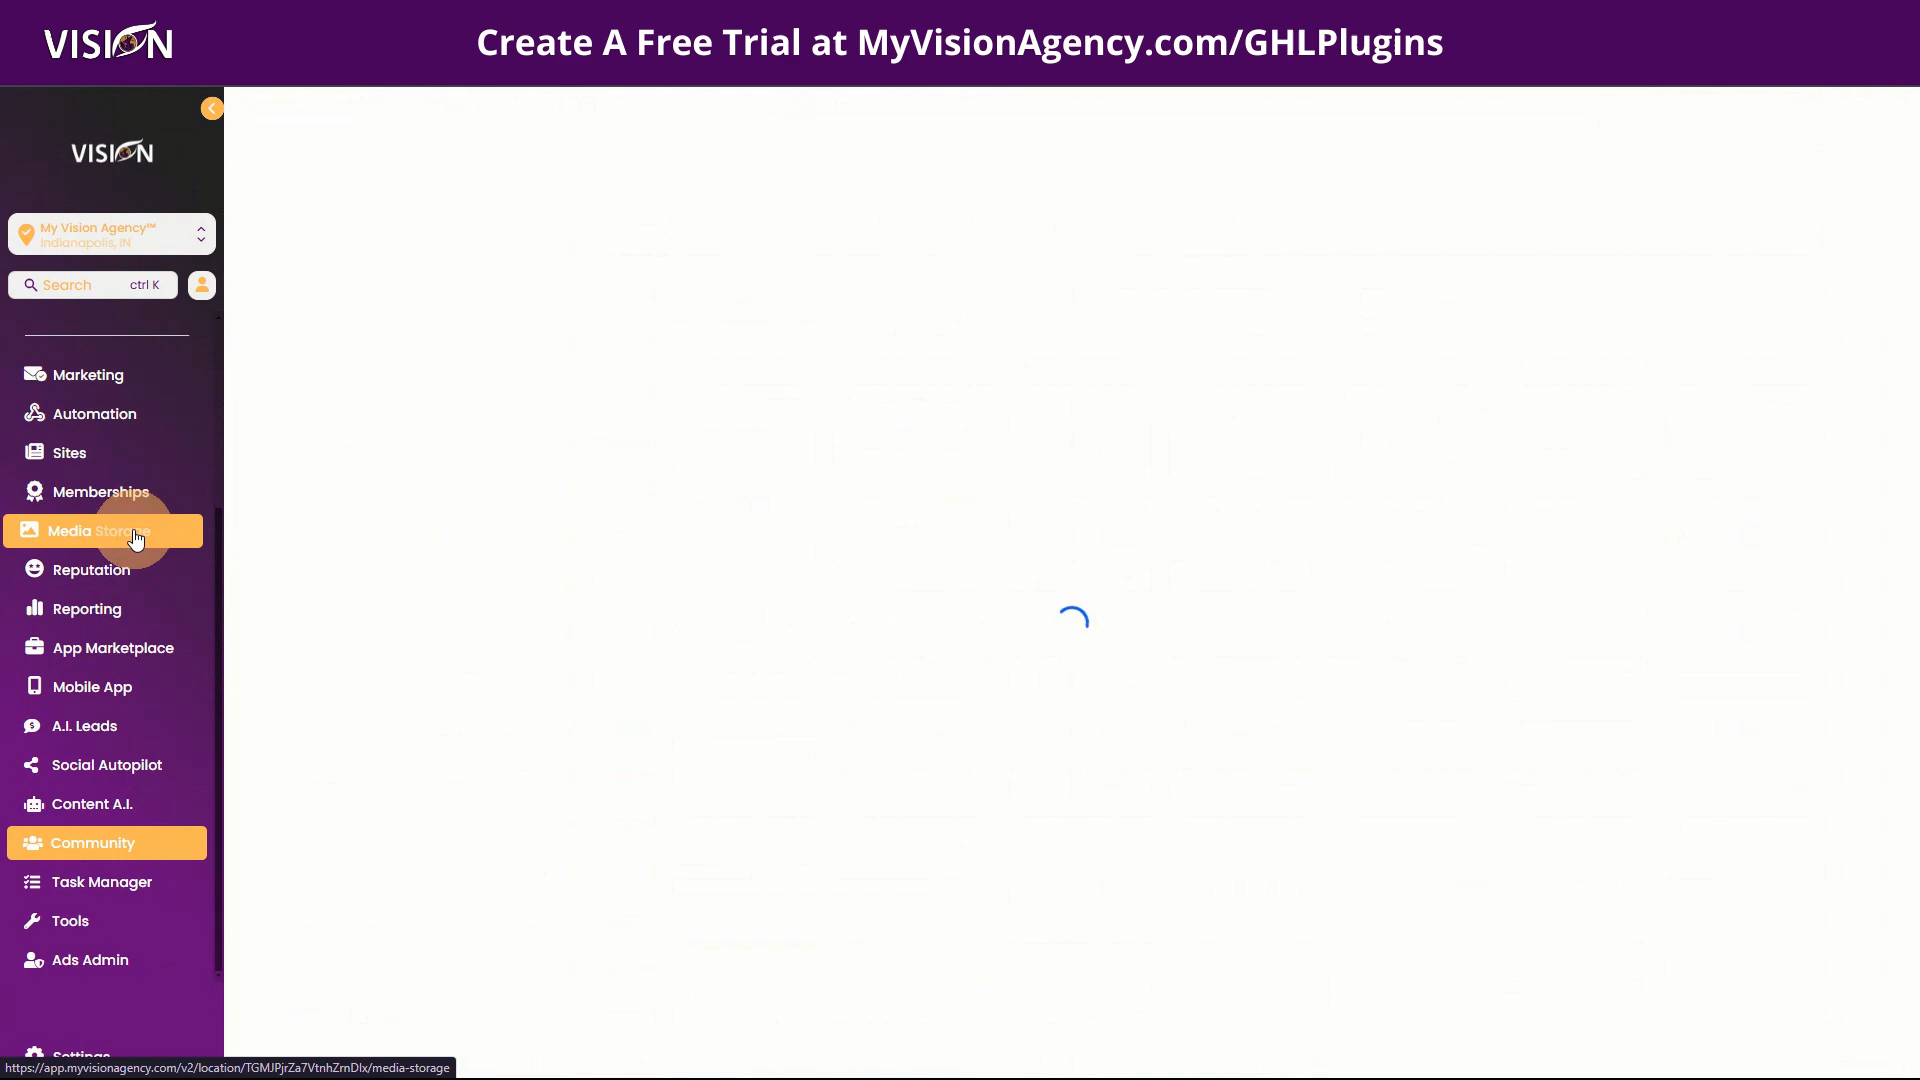 VISION
Create A Free Trial at MyVisionAgency.com/GHLPlugins
VISION
My Vision Agency™
Indianapolis, IN
Search ctrl K
Marketing
Automation
Sites
Memberships
Media Storage
Reputation
Reporting
App Marketplace
Mobile App
A.I. Leads
Social Autopilot
Content A.I.
Community
Task Manager
Tools
Ads Admin
Settings
https://app.myvisionagency.com/v2/location/TGMJPjrZa7VtnhZrnDlx/media-storage